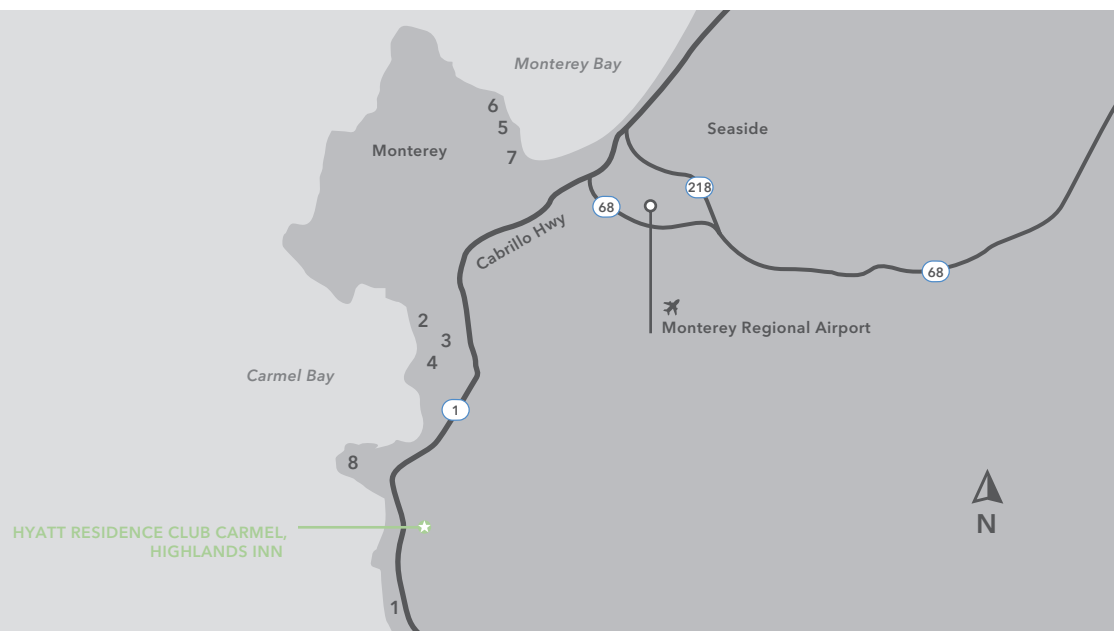 Monterey Bay
6
5
7
Seaside
Monterey
218
68
Cabrillo Hwy
68
Monterey Regional Airport
2
3
4
Carmel Bay
1
8
HYATT RESIDENCE CLUB CARMEL,
HIGHLANDS INN
N
1